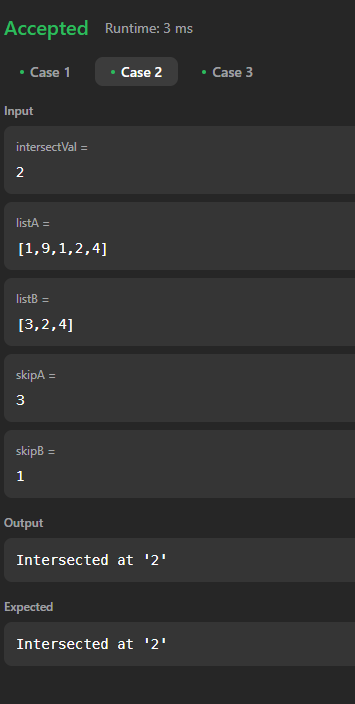 Accepted Runtime: 3 ms
• Case 1 • Case 2 • Case 3
Input
intersectVal =
2
listA =
[1,9,1,2,4]
listB =
[3,2,4]
skipA =
3
skipB =
1
Output
Intersected at '2'
Expected
Intersected at '2'